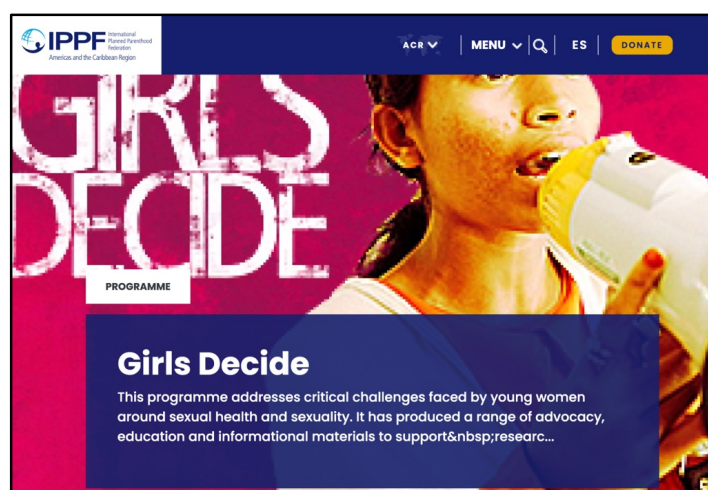 IPPF
International
Planned Parenthood
Federation
Americas and the Caribbean Region
ACR
MENU
ES
DONATE
GIRLS
DECIDE
PROGRAMME
Girls Decide
This programme addresses critical challenges faced by young women
around sexual health and sexuality. It has produced a range of advocacy,
education and informational materials to support&nbsp;researc...